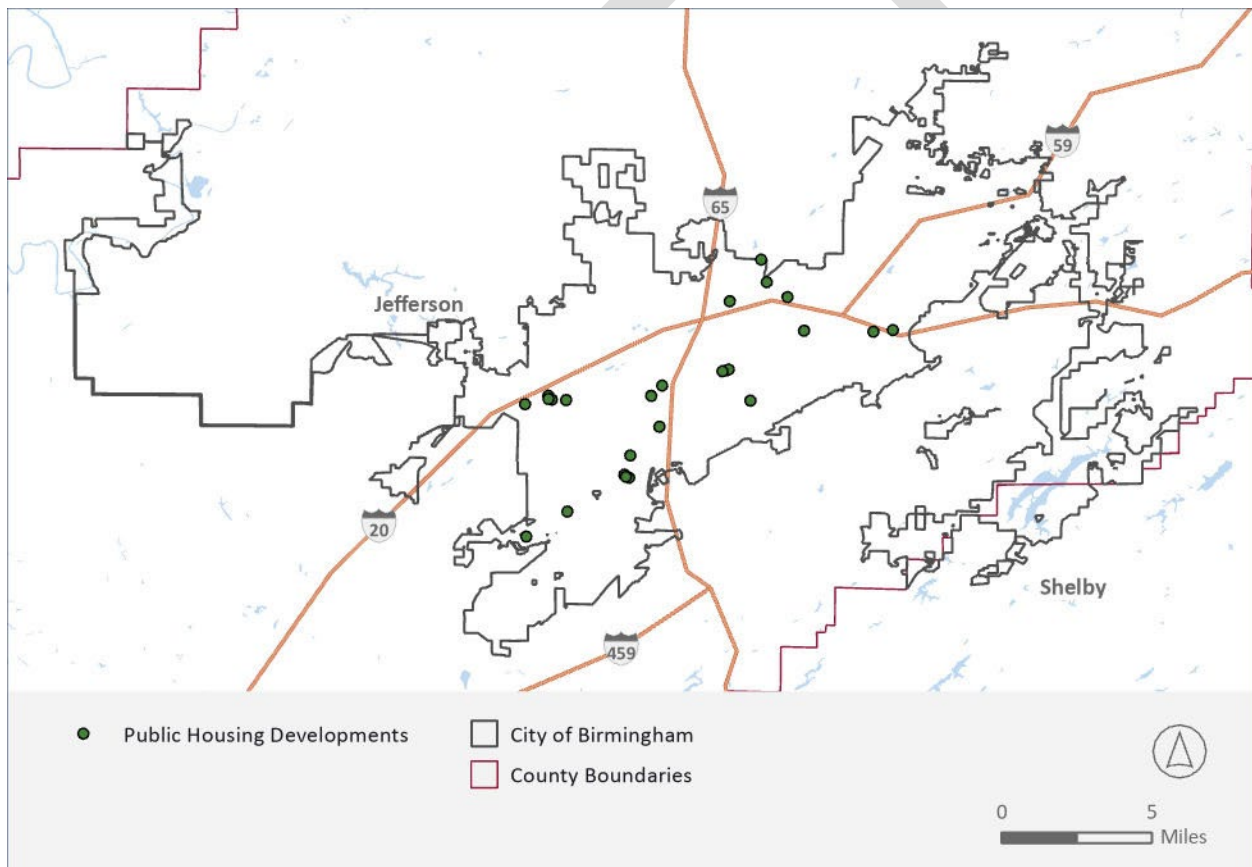 59
65
Jefferson
20
Shelby
459
Public Housing Developments
City of Birmingham
County Boundaries
0 5
Miles